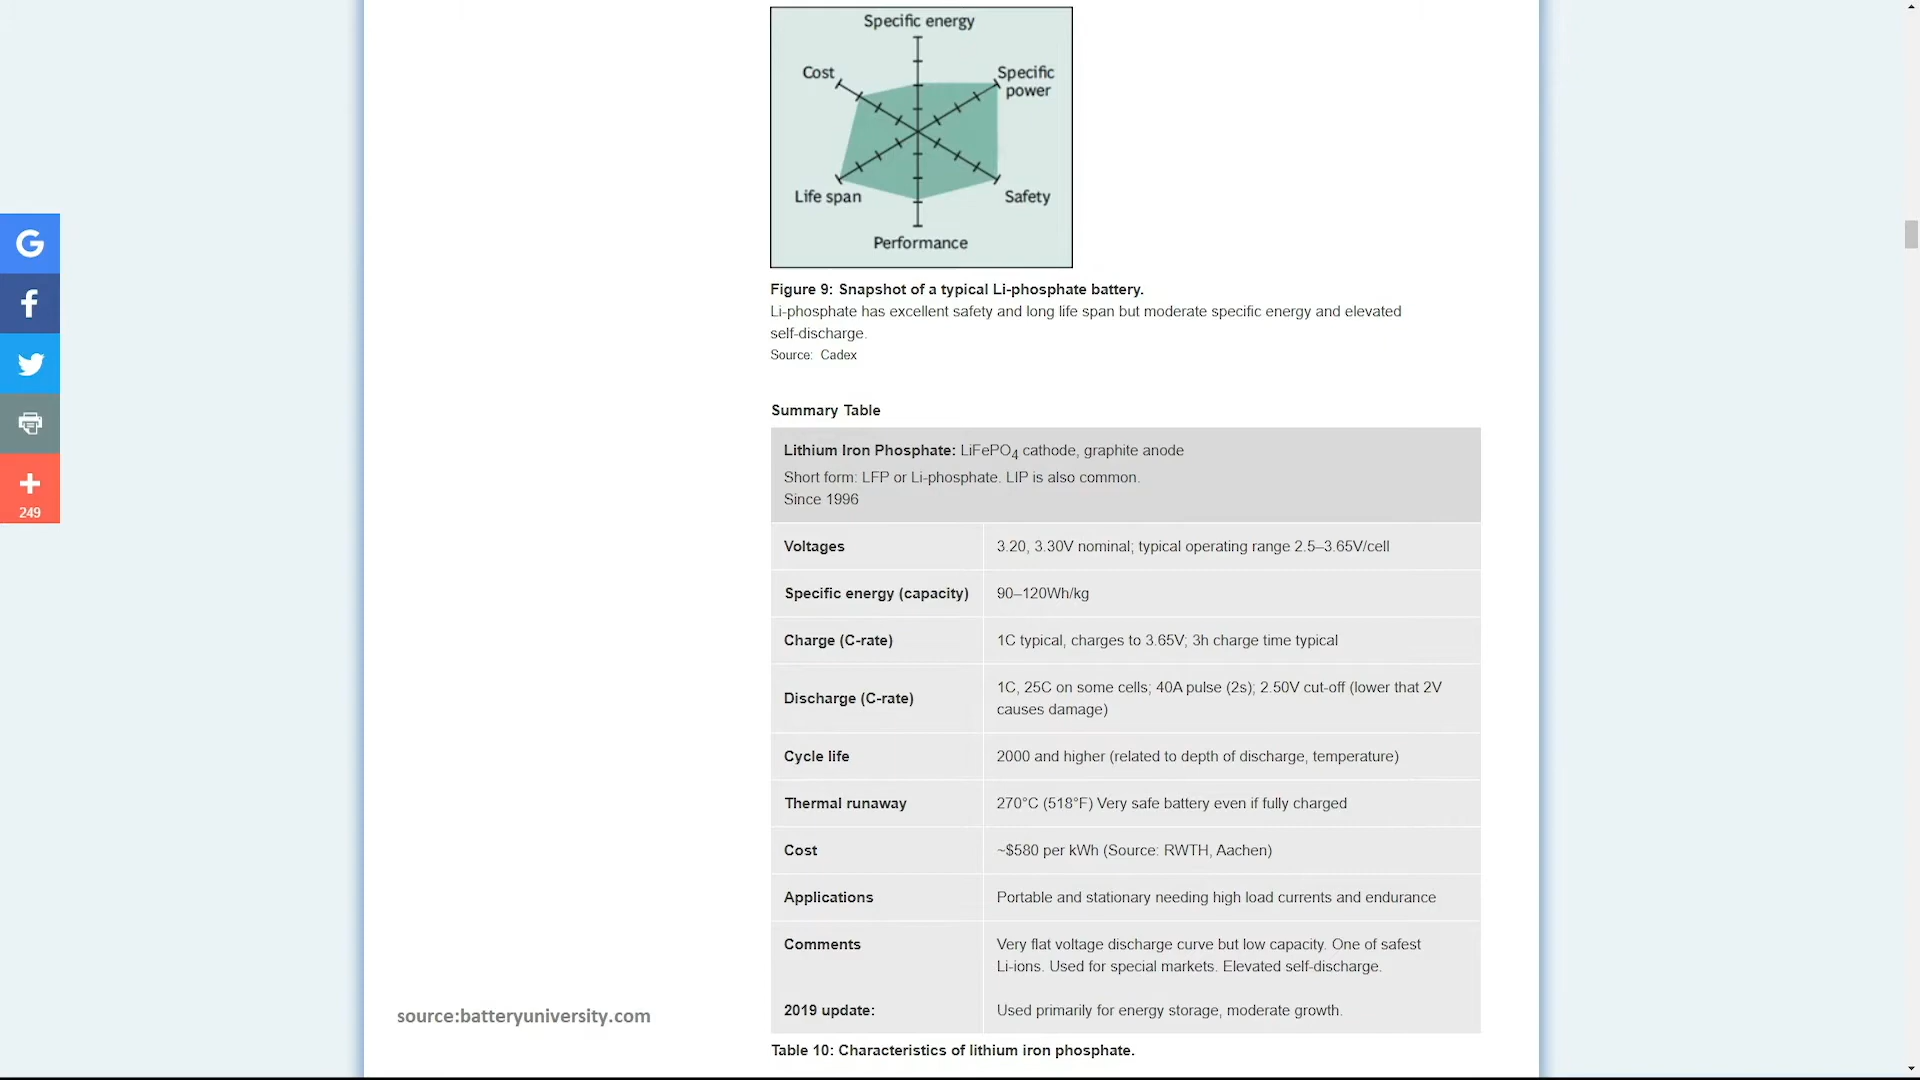 Specific energy
Cost
Specific
power
Life span
Safety
Performance
Figure 9: Snapshot of a typical Li-phosphate battery.
Li-phosphate has excellent safety and long life span but moderate specific energy and elevated
self-discharge.
Source: Cadex
Summary Table
Lithium Iron Phosphate: LiFePO4 cathode, graphite anode
Short form: LFP or Li-phosphate. LIP is also common.
Since 1996
Voltages
3.20, 3.30V nominal; typical operating range 2.5–3.65V/cell
Specific energy (capacity)
90–120Wh/kg
Charge (C-rate)
1C typical, charges to 3.65V; 3h charge time typical
Discharge (C-rate)
1C, 25C on some cells; 40A pulse (2s); 2.50V cut-off (lower that 2V
causes damage)
Cycle life
2000 and higher (related to depth of discharge, temperature)
Thermal runaway
270°C (518°F) Very safe battery even if fully charged
Cost
~$580 per kWh (Source: RWTH, Aachen)
Applications
Portable and stationary needing high load currents and endurance
Comments
Very flat voltage discharge curve but low capacity. One of safest
Li-ions. Used for special markets. Elevated self-discharge.
2019 update:
Used primarily for energy storage, moderate growth.
Table 10: Characteristics of lithium iron phosphate.
source:batteryuniversity.com
G
f
+
249